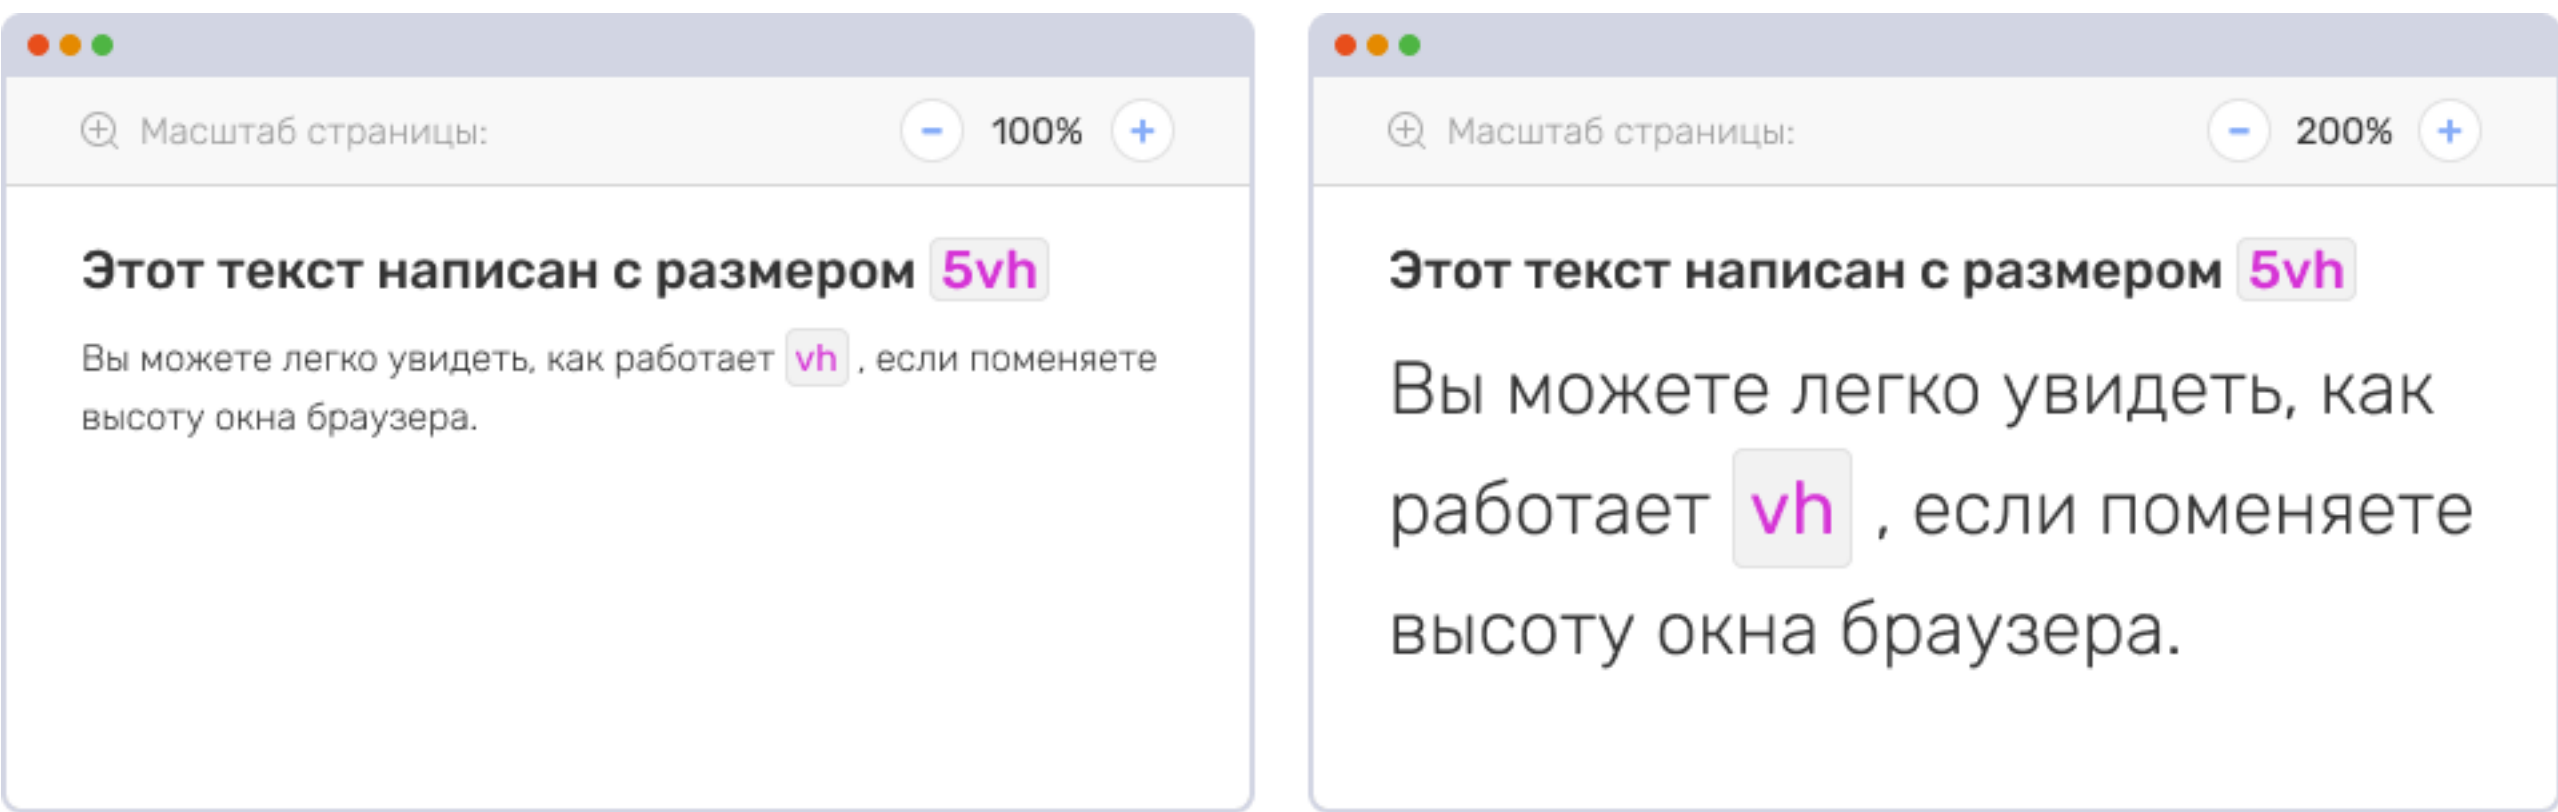 Масштаб страницы: 100%
Этот текст написан с размером 5vh
Вы можете легко увидеть, как работает vh , если поменяете
высоту окна браузера.
Масштаб страницы: 200%
Этот текст написан с размером 5vh
Вы можете легко увидеть, как
работает vh , если поменяете
высоту окна браузера.